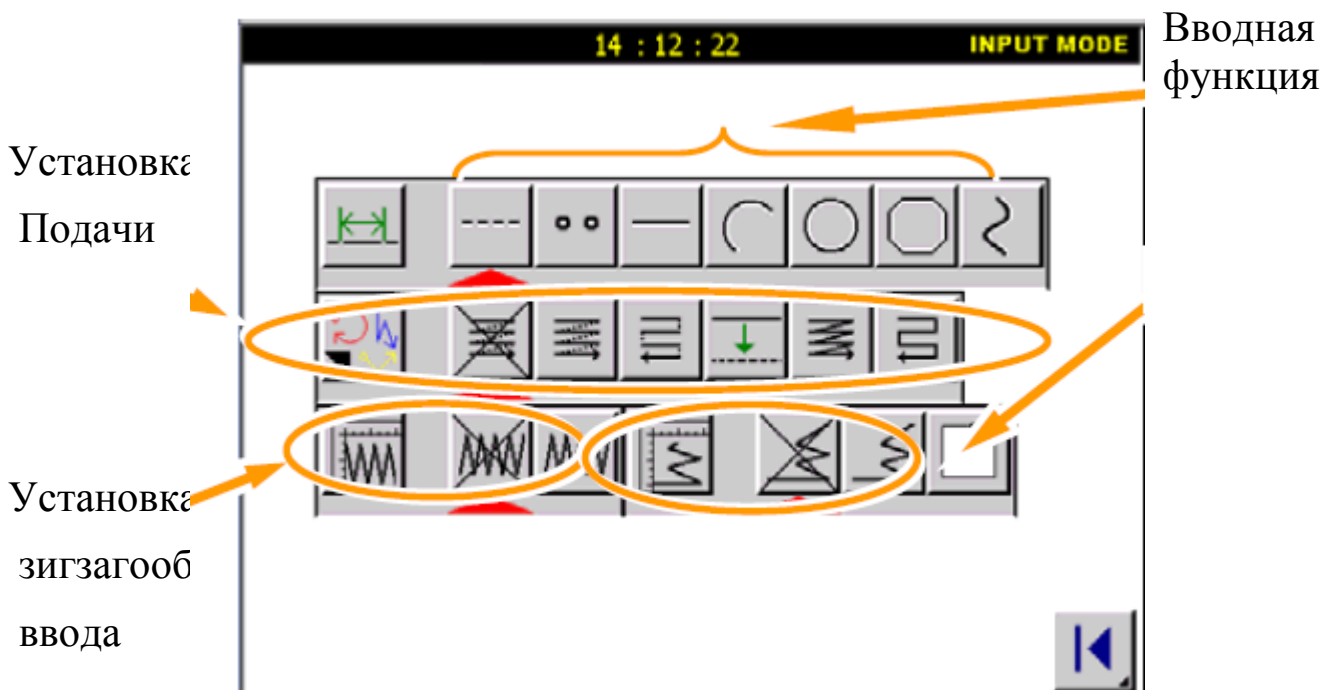 14 : 12 : 22
INPUT MODE
Вводная
функция
Установка
Подачи
Установка
зигзагооб
ввода